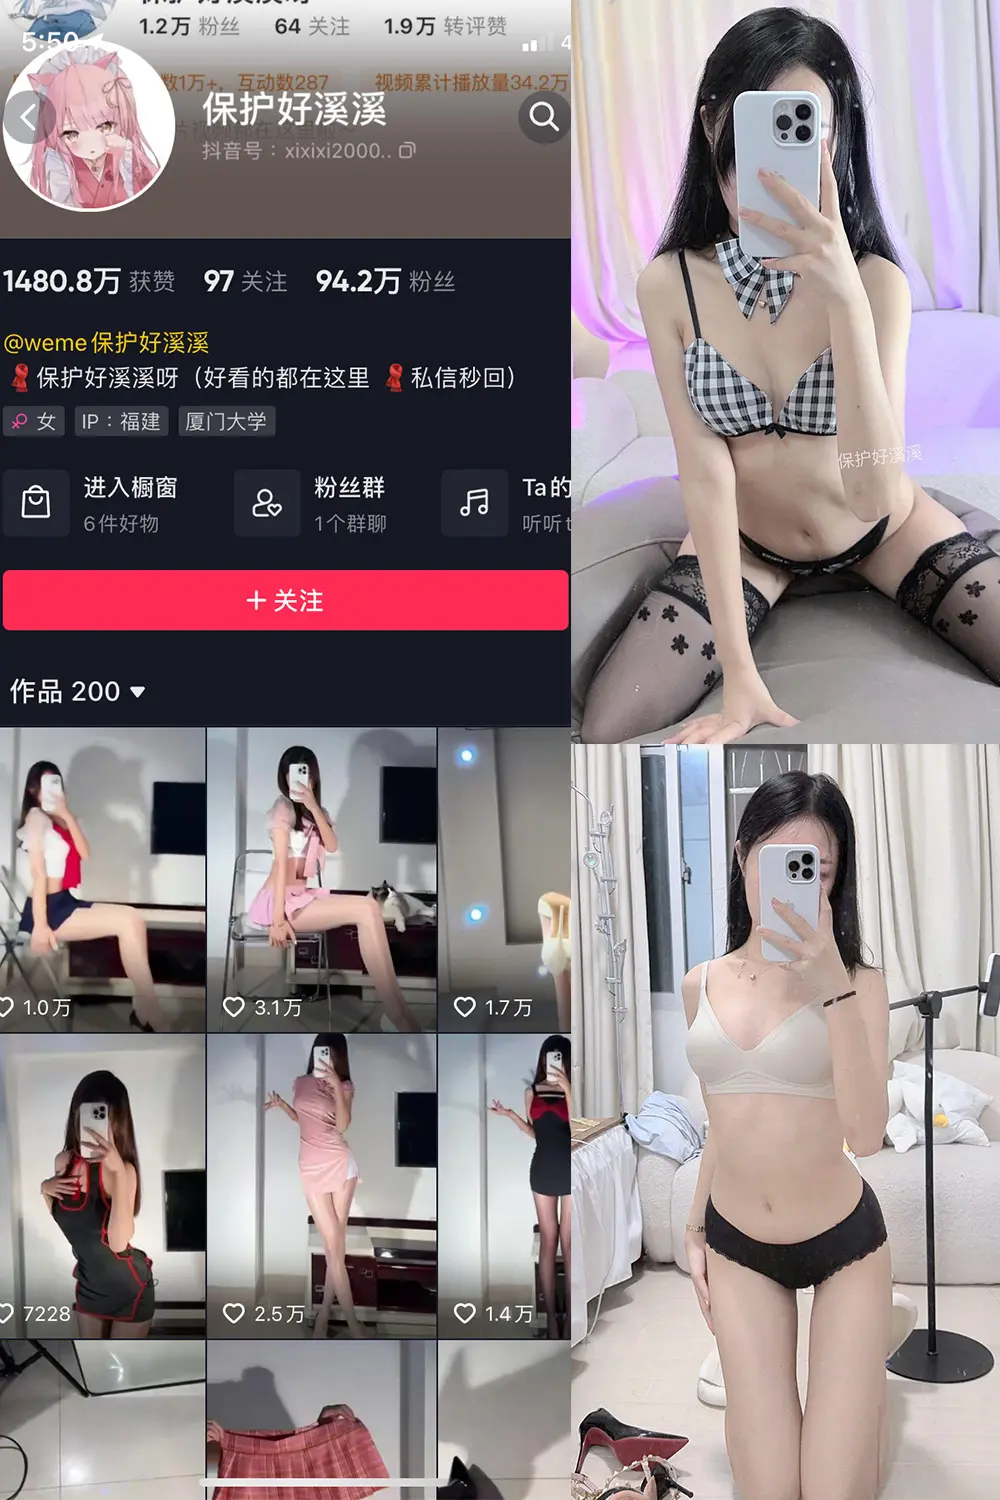 1.2万 粉丝 64 关注 1.9万 转评赞
5:50
4
数1万+，互动数287 视频累计播放量34.2万
保护好溪溪
抖音号：xixixi2000..
1480.8万 获赞 97 关注 94.2万 粉丝
@weme保护好溪溪
保护好溪溪呀（好看的都在这里 私信秒回）
女 IP：福建 厦门大学
进入橱窗
6件好物
粉丝群
1个群聊
Ta的
听听
+ 关注
作品 200
1.0万
3.1万
1.7万
7228
2.5万
1.4万
保护好溪溪